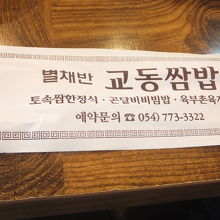 별채반 교동쌈밥
토속쌈한정식 · 곤달비비빔밥 · 육부촌육개
예약문의 ☎ 054) 773-3322